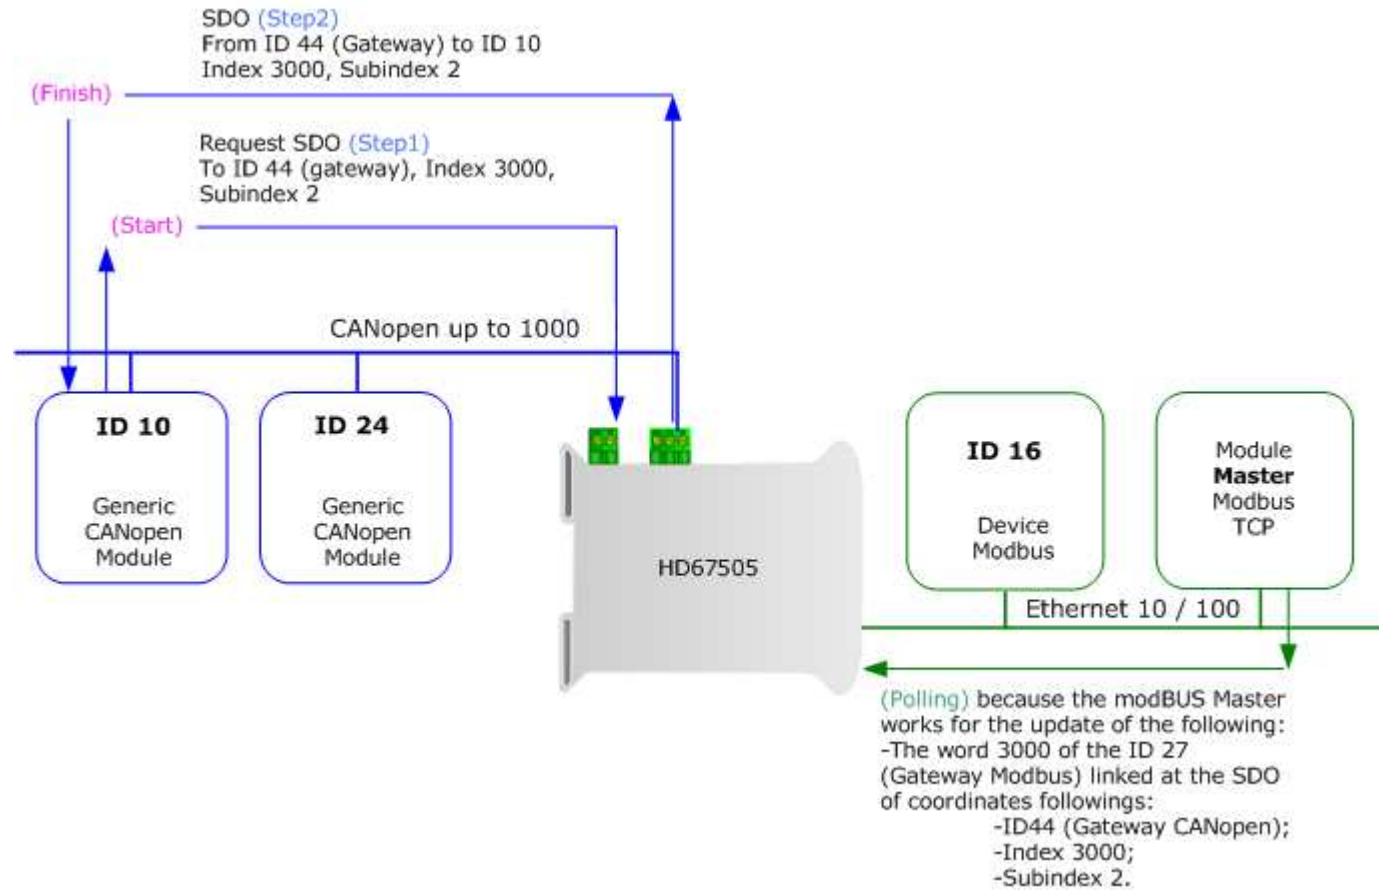 SDO (Step2)
From ID 44 (Gateway) to ID 10
Index 3000, Subindex 2
(Finish)
Request SDO (Step1)
To ID 44 (gateway), Index 3000,
Subindex 2
(Start)
CANopen up to 1000
ID 10
Generic
CANopen
Module
ID 24
Generic
CANopen
Module
HD67505
ID 16
Device
Modbus
Module
Master
Modbus
TCP
Ethernet 10 / 100
(Polling) because the modBUS Master
works for the update of the following:
-The word 3000 of the ID 27
(Gateway Modbus) linked at the SDO
of coordinates followings:
-ID44 (Gateway CANopen);
-Index 3000;
-Subindex 2.